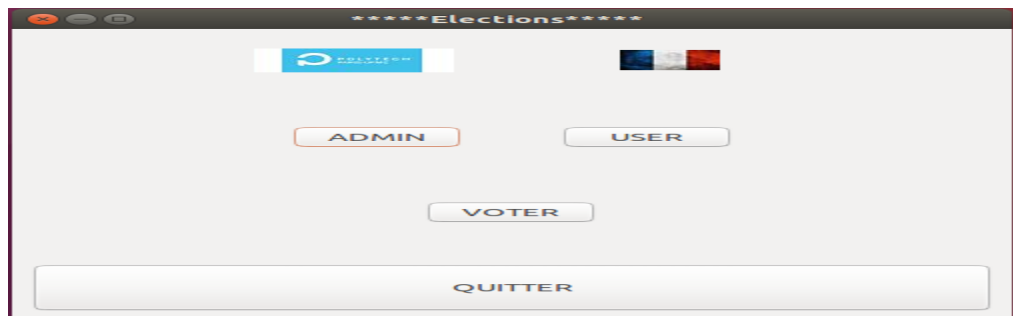 *****Elections*****
POLYTECH
ADMIN USER
VOTER
QUITTER